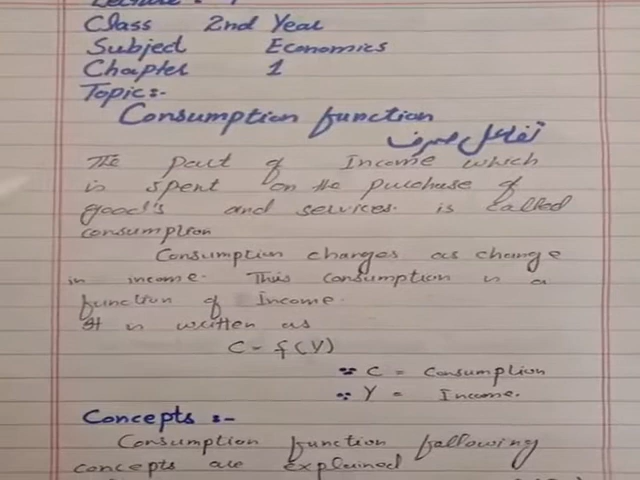 Lecture : 1
Class 2nd Year
Subject Economics
Chapter 1
Topic:-
Consumption function
تفاعل صرف
The part of Income which
is spent on the purchase of
good's and services. is called
consumption
Consumption changes as change
in income. This consumption is a
function of Income.
It is written as
C = f(Y)
∵ C = Consumption
∵ Y = Income.
Concepts :-
Consumption function following
concepts are explained